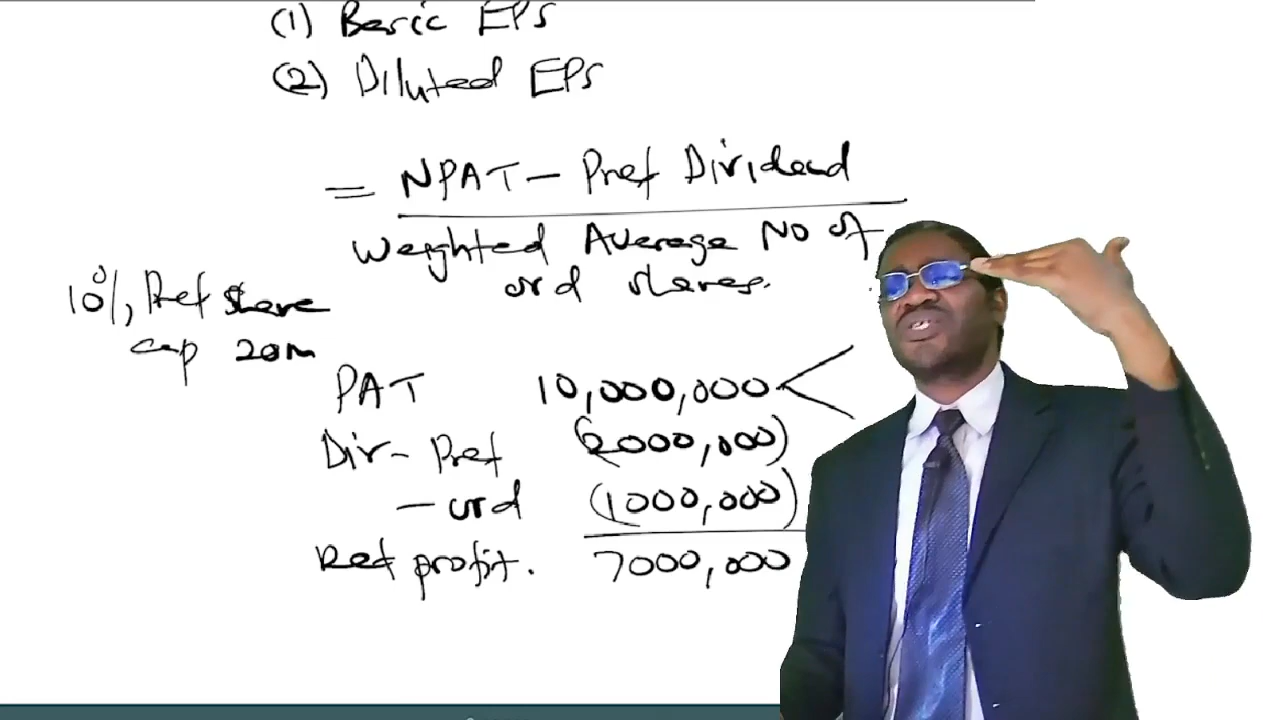 (1) Basic EPS
(2) Diluted EPS
= NPAT - Pref Dividend
Weighted Average No of
ord shares.
10%, Pref share
cap 20m
PAT 10,000,000
Div - Pref (2000,000)
- ord (1000,000)
Ret profit. 7000,000